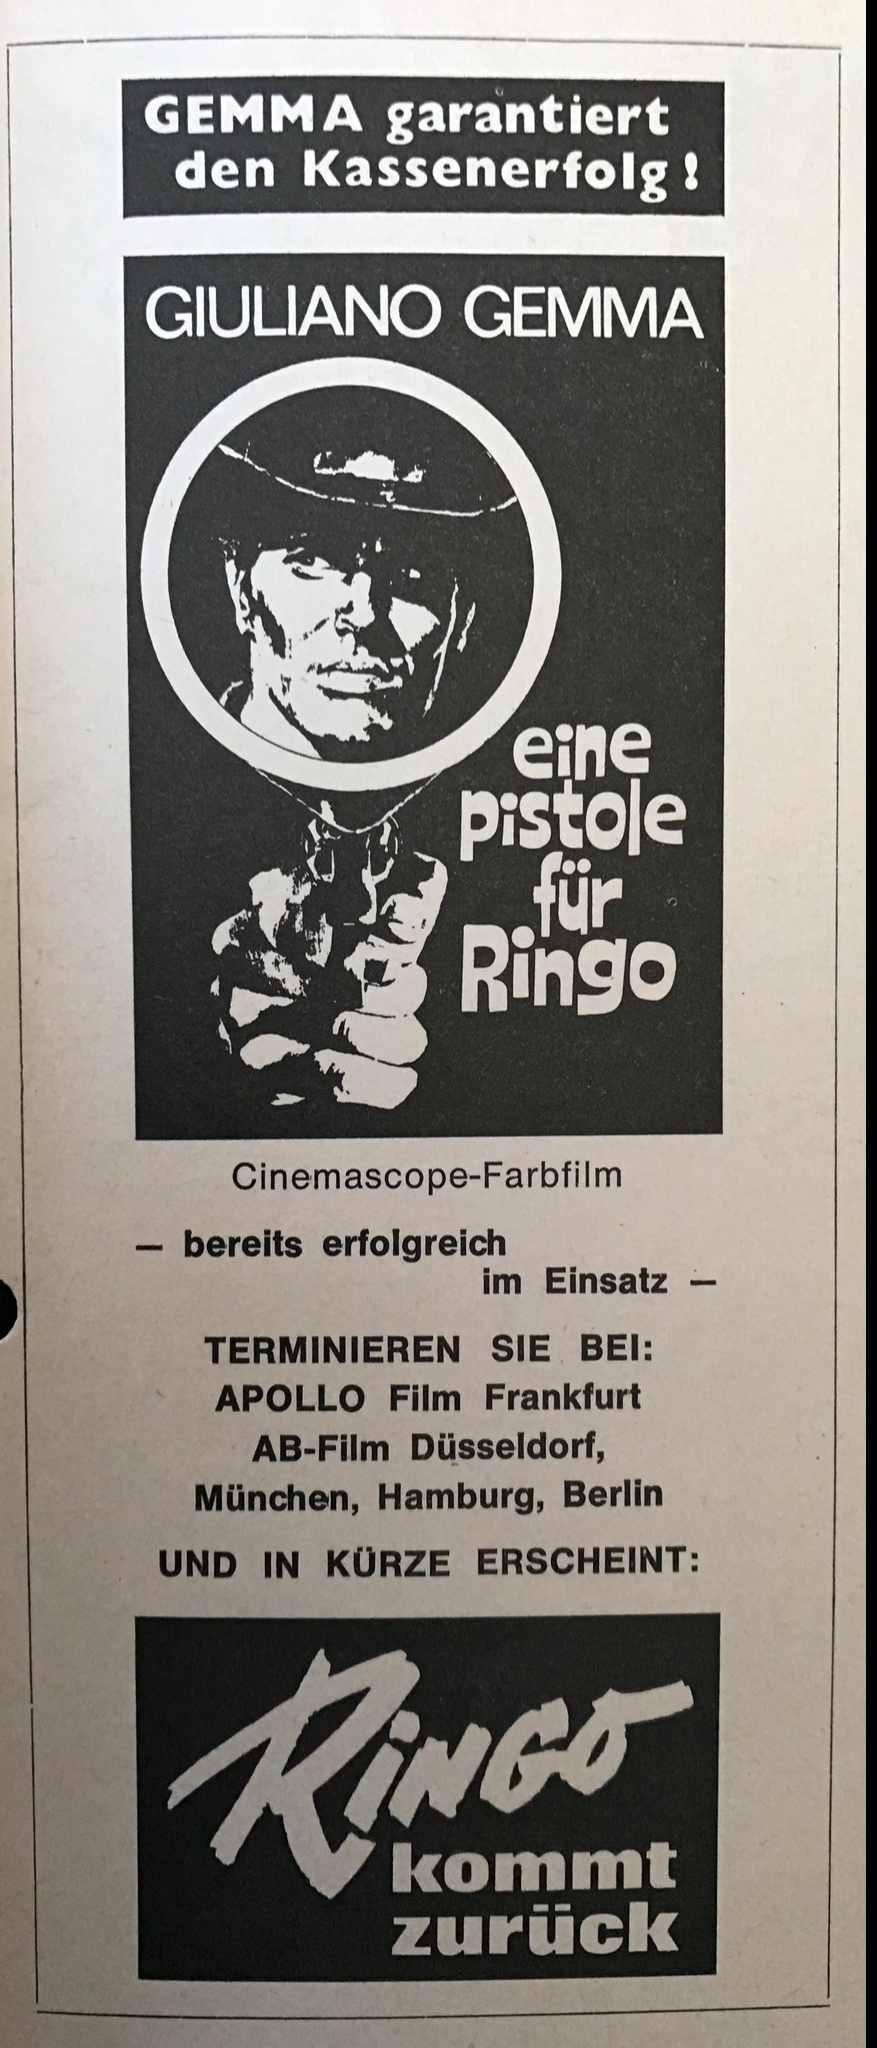 GEMMA garantiert
den Kassenerfolg!
GIULIANO GEMMA
eine
pistole
für
Ringo
Cinemascope-Farbfilm
— bereits erfolgreich
im Einsatz —
TERMINIEREN SIE BEI:
APOLLO Film Frankfurt
AB-Film Düsseldorf,
München, Hamburg, Berlin
UND IN KÜRZE ERSCHEINT:
RiNGO
kommt
zurück